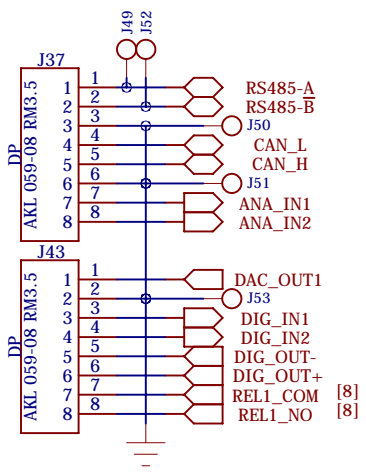 J49 J52
J37
1 1 RS485-A
2 2 RS485-B
3 3 J50
4 4 CAN_L
5 5 CAN_H
6 6 J51
7 7 ANA_IN1
8 8 ANA_IN2
DP
AKL 059-08 RM3.5
J43
1 1 DAC_OUT1
2 2 J53
3 3 DIG_IN1
4 4 DIG_IN2
5 5 DIG_OUT-
6 6 DIG_OUT+
7 7 REL1_COM [8]
8 8 REL1_NO [8]
DP
AKL 059-08 RM3.5